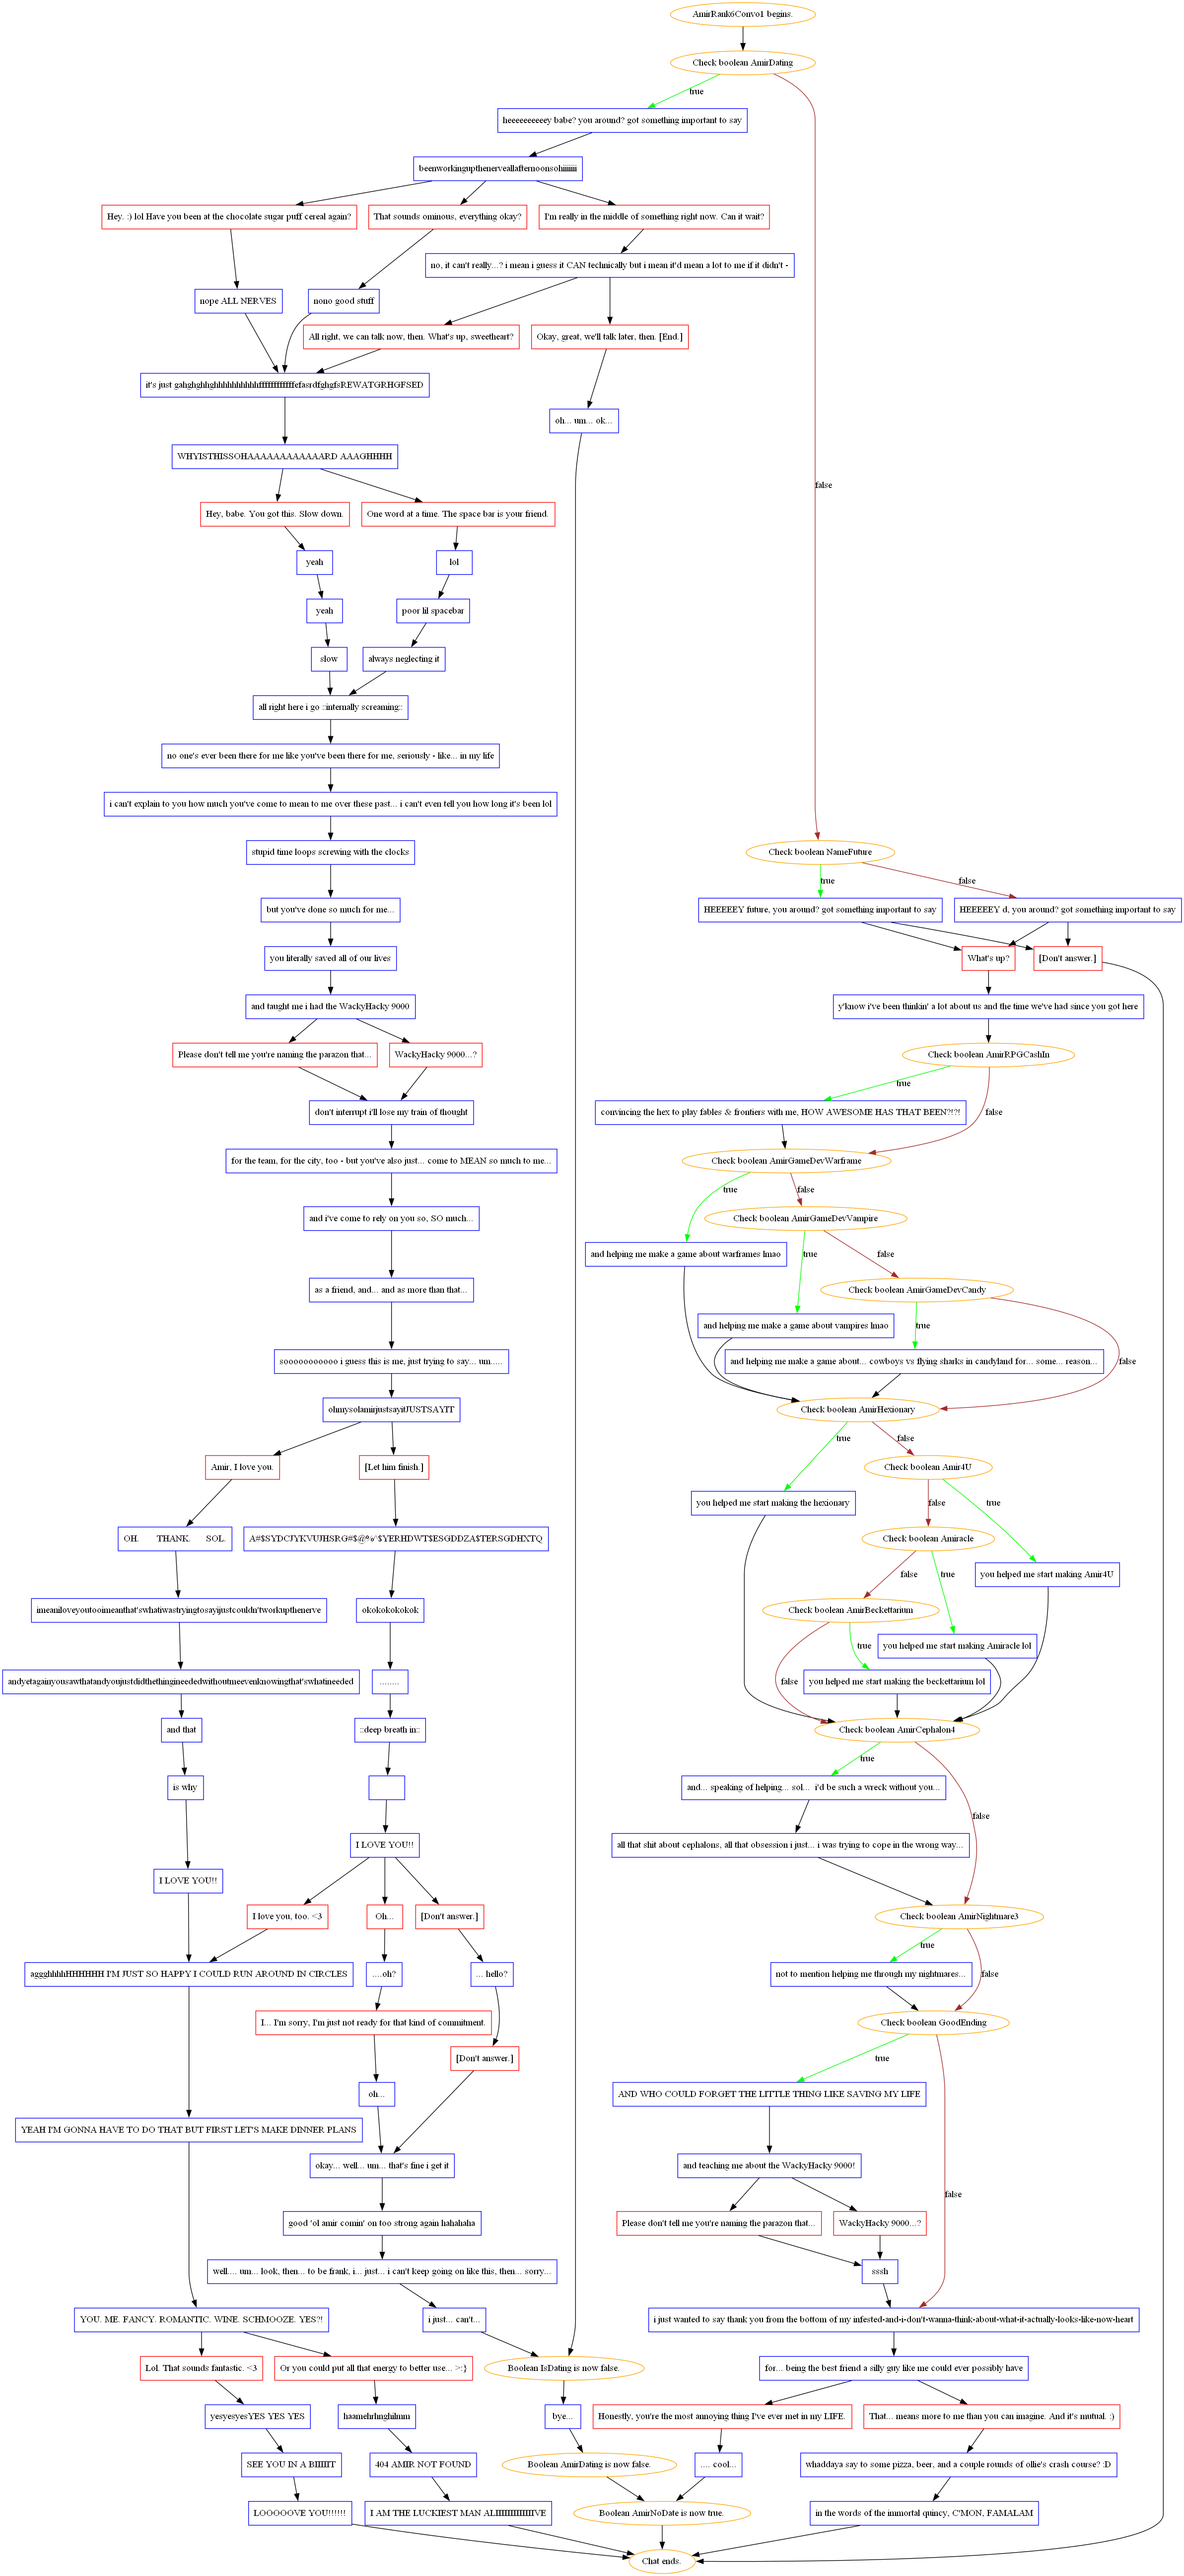 AmirRank6Convo1 begins.
Check boolean AmirDating
true
heeeeeeeeeey babe? you around? got something important to say
beenworkingupthenerveallafternoonsohiiiiiii
Hey. :) lol Have you been at the chocolate sugar puff cereal again?
That sounds ominous, everything okay?
I'm really in the middle of something right now. Can it wait?
no, it can't really...? i mean i guess it CAN technically but i mean it'd mean a lot to me if it didn't -
nope ALL NERVES
nono good stuff
All right, we can talk now, then. What's up, sweetheart?
Okay, great, we'll talk later, then. [End.]
oh... um... ok...
WHYISTHISSOHAAAAAAAAAAAARD AAAGHHHH
false
Hey, babe. You got this. Slow down.
One word at a time. The space bar is your friend.
yeah
lol
yeah
poor lil spacebar
slow
always neglecting it
all right here i go ::internally screaming::
no one's ever been there for me like you've been there for me, seriously - like... in my life
i can't explain to you how much you've come to mean to me over these past... i can't even tell you how long it's been lol
stupid time loops screwing with the clocks
Check boolean NameFuture
true
false
but you've done so much for me...
HEEEEEY future, you around? got something important to say
HEEEEEY d, you around? got something important to say
you literally saved all of our lives
What's up?
[Don't answer.]
and taught me i had the WackyHacky 9000
y'know i've been thinkin' a lot about us and the time we've had since you got here
Please don't tell me you're naming the parazon that...
WackyHacky 9000...?
Check boolean AmirRPGCashIn
true
false
don't interrupt i'll lose my train of thought
convincing the hex to play fables & frontiers with me, HOW AWESOME HAS THAT BEEN?!?!
for the team, for the city, too - but you've also just... come to MEAN so much to me...
Check boolean AmirGameDevWarframe
true
false
and i've come to rely on you so, SO much...
Check boolean AmirGameDevVampire
and helping me make a game about warframes lmao
true
false
as a friend, and... and as more than that...
Check boolean AmirGameDevCandy
and helping me make a game about vampires lmao
true
false
soooooooooooo i guess this is me, just trying to say... um.....
and helping me make a game about... cowboys vs flying sharks in candyland for... some... reason...
ohmysolamirjustsayitJUSTSAYIT
Check boolean AmirHexionary
true
false
Amir, I love you.
[Let him finish.]
Check boolean Amir4U
you helped me start making the hexionary
false
true
OH. THANK. SOL.
A#$SYDCJYKVUJHSRG#$@%^$YERHDWT$ESGDDZA$TERSGDHXTQ
Check boolean Amiracle
false
true
you helped me start making Amir4U
imeaniloveyoutooimeanthat'swhatiwastryingtosayijustcouldn'tworkupthenerve
okokokokokok
Check boolean AmirBeckettarium
true
you helped me start making Amiracle lol
andyetagainyousawthatandyoujustdidthethingineededwithoutmeevenknowingthat'swhatineeded
........
false
you helped me start making the beckettarium lol
and that
::deep breath in::
Check boolean AmirCephalon4
true
is why
and... speaking of helping... sol... i'd be such a wreck without you...
false
I LOVE YOU!!
all that shit about cephalons, all that obsession i just... i was trying to cope in the wrong way...
I LOVE YOU!!
I love you, too. <3
Oh...
[Don't answer.]
Check boolean AmirNightmare3
true
aggghhhhHHHHHH I'M JUST SO HAPPY I COULD RUN AROUND IN CIRCLES
....oh?
... hello?
not to mention helping me through my nightmares...
false
I... I'm sorry, I'm just not ready for that kind of commitment.
Check boolean GoodEnding
[Don't answer.]
true
oh...
AND WHO COULD FORGET THE LITTLE THING LIKE SAVING MY LIFE
YEAH I'M GONNA HAVE TO DO THAT BUT FIRST LET'S MAKE DINNER PLANS
okay... well... um... that's fine i get it
and teaching me about the WackyHacky 9000!
false
good 'ol amir comin' on too strong again hahahaha
Please don't tell me you're naming the parazon that...
WackyHacky 9000...?
well.... um... look, then... to be frank, i... just... i can't keep going on like this, then... sorry...
sssh
YOU. ME. FANCY. ROMANTIC. WINE. SCHMOOZE. YES?!
i just... can't...
i just wanted to say thank you from the bottom of my infested-and-i-don't-wanna-think-about-what-it-actually-looks-like-now-heart
Lol. That sounds fantastic. <3
Or you could put all that energy to better use... >:}
Boolean IsDating is now false.
for... being the best friend a silly guy like me could ever possibly have
yesyesyesYES YES YES
haamehrhnghilmm
bye...
Honestly, you're the most annoying thing I've ever met in my LIFE.
That... means more to me than you can imagine. And it's mutual. :)
SEE YOU IN A BIIIIIT
404 AMIR NOT FOUND
Boolean AmirDating is now false.
.... cool...
whaddaya say to some pizza, beer, and a couple rounds of ollie's crash course? :D
LOOOOOVE YOU!!!!!!
I AM THE LUCKIEST MAN ALIIIIIIIIIIIIIVE
Boolean AmirNoDate is now true.
in the words of the immortal quincy, C'MON, FAMALAM
Chat ends.